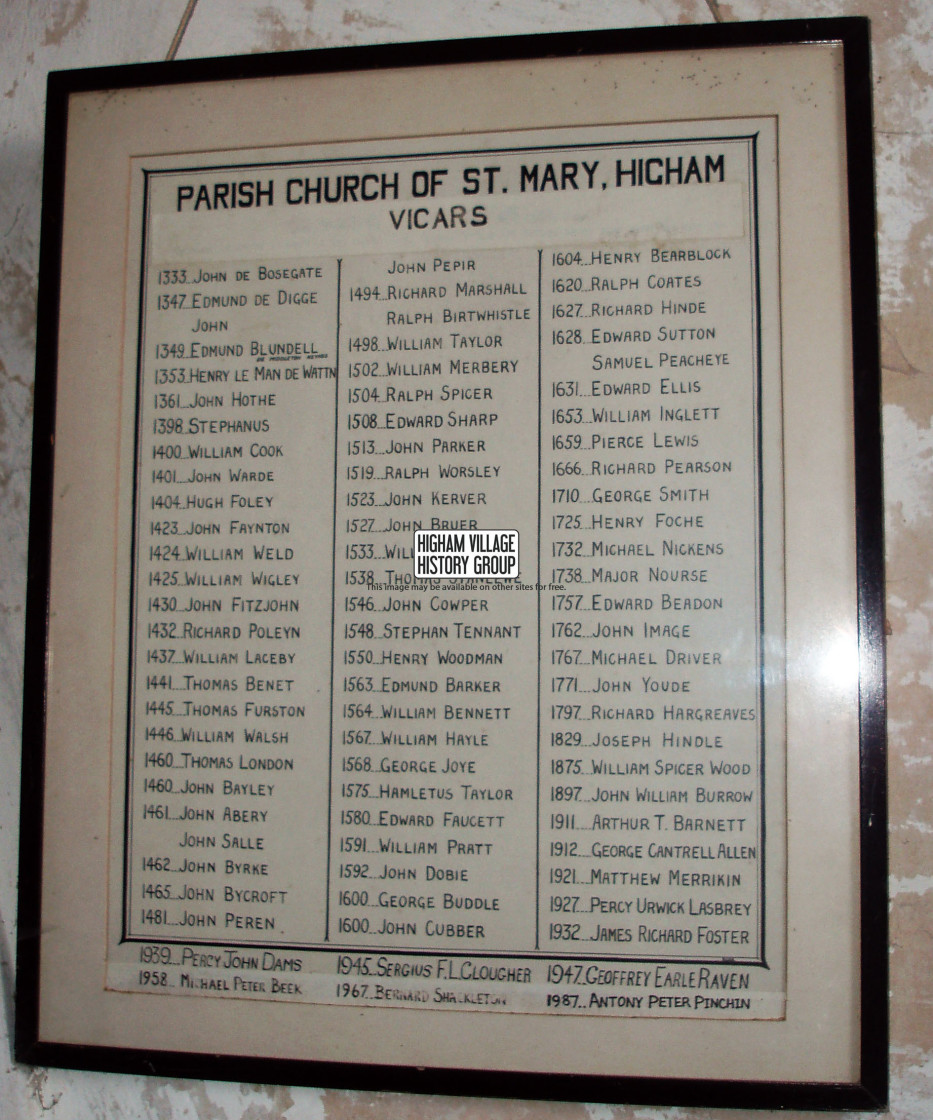 PARISH CHURCH OF ST. MARY, HIGHAM
VICARS
1333 JOHN DE BOSEGATE
1347 EDMUND DE DIGGE
JOHN
1349 EDMUND BLUNDELL
1353 HENRY LE MAN DE WATTN
1361 JOHN HOTHE
1398 STEPHANUS
1400 WILLIAM COOK
1401 JOHN WARDE
1404 HUGH FOLEY
1423 JOHN FAYNTON
1424 WILLIAM WELD
1425 WILLIAM WIGLEY
1430 JOHN FITZJOHN
1432 RICHARD POLEYN
1437 WILLIAM LACEBY
1441 THOMAS BENET
1445 THOMAS FURSTON
1446 WILLIAM WALSH
1460 THOMAS LONDON
1460 JOHN BAYLEY
1461 JOHN ABERY
JOHN SALLE
1462 JOHN BYRKE
1465 JOHN BYCROFT
1481 JOHN PEREN
JOHN PEPIR
1494 RICHARD MARSHALL
RALPH BIRTWHISTLE
1498 WILLIAM TAYLOR
1502 WILLIAM MERBERY
1504 RALPH SPICER
1508 EDWARD SHARP
1513 JOHN PARKER
1519 RALPH WORSLEY
1523 JOHN KERVER
1527 JOHN BRUER
1533
1538 THOMAS
1546 JOHN COWPER
1548 STEPHAN TENNANT
1550 HENRY WOODMAN
1563 EDMUND BARKER
1564 WILLIAM BENNETT
1567 WILLIAM HAYLE
1568 GEORGE JOYE
1575 HAMLETUS TAYLOR
1580 EDWARD FAUCETT
1591 WILLIAM PRATT
1592 JOHN DOBIE
1600 GEORGE BUDDLE
1600 JOHN CUBBER
1604 HENRY BEARBLOCK
1620 RALPH COATES
1627 RICHARD HINDE
1628 EDWARD SUTTON
SAMUEL PEACHEYE
1631 EDWARD ELLIS
1653 WILLIAM INGLETT
1659 PIERCE LEWIS
1666 RICHARD PEARSON
1710 GEORGE SMITH
1725 HENRY FOCHE
1732 MICHAEL NICKENS
1738 MAJOR NOURSE
1757 EDWARD BEADON
1762 JOHN IMAGE
1767 MICHAEL DRIVER
1771 JOHN YOUDE
1797 RICHARD HARGREAVES
1829 JOSEPH HINDLE
1875 WILLIAM SPICER WOOD
1897 JOHN WILLIAM BURROW
1911 ARTHUR T. BARNETT
1912 GEORGE CANTRELL ALLEN
1921 MATTHEW MERRIKIN
1927 PERCY URWICK LASBREY
1932 JAMES RICHARD FOSTER
1939 PERCY JOHN DAMS
1945 SERGIUS F.L.CLOUGHER
1947 GEOFFREY EARLE RAVEN
1958 MICHAEL PETER BEEK
1967 BERNARD SHACKLETON
1987 ANTONY PETER PINCHIN
HIGHAM VILLAGE
HISTORY GROUP
This image may be available on other sites for free.